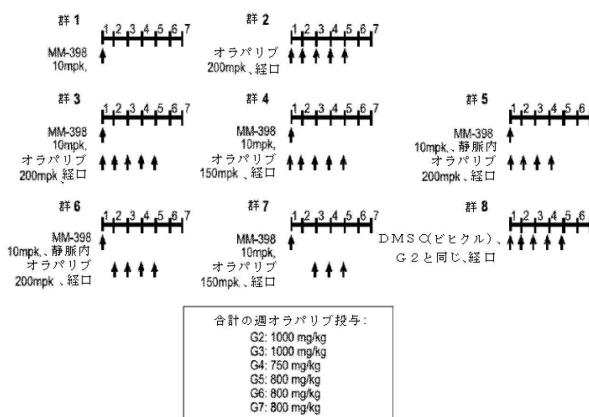 群 1
1 2 3 4 5 6 7
MM-398
10mpk,
群 2
1 2 3 4 5 6 7
オラパリブ
200mpk 、経口
群 3
1 2 3 4 5 6 7
MM-398
10mpk,
オラパリブ
200mpk、経口
群 4
1 2 3 4 5 6 7
MM-398
10mpk,
オラパリブ
150mpk 、経口
群 5
1 2 3 4 5 6 7
MM-398
10mpk,、静脈内
オラパリブ
200mpk 、経口
群 6
1 2 3 4 5 6 7
MM-398
10mpk,、静脈内
オラパリブ
200mpk 、経口
群 7
1 2 3 4 5 6 7
MM-398
10mpk,
オラパリブ
150mpk 、経口
群 8
1 2 3 4 5 6 7
DMSO(ビヒクル)、
G2と同じ、経口
合計の週オラパリブ投与:
G2: 1000 mg/kg
G3: 1000 mg/kg
G4: 750 mg/kg
G5: 800 mg/kg
G6: 800 mg/kg
G7: 800 mg/kg